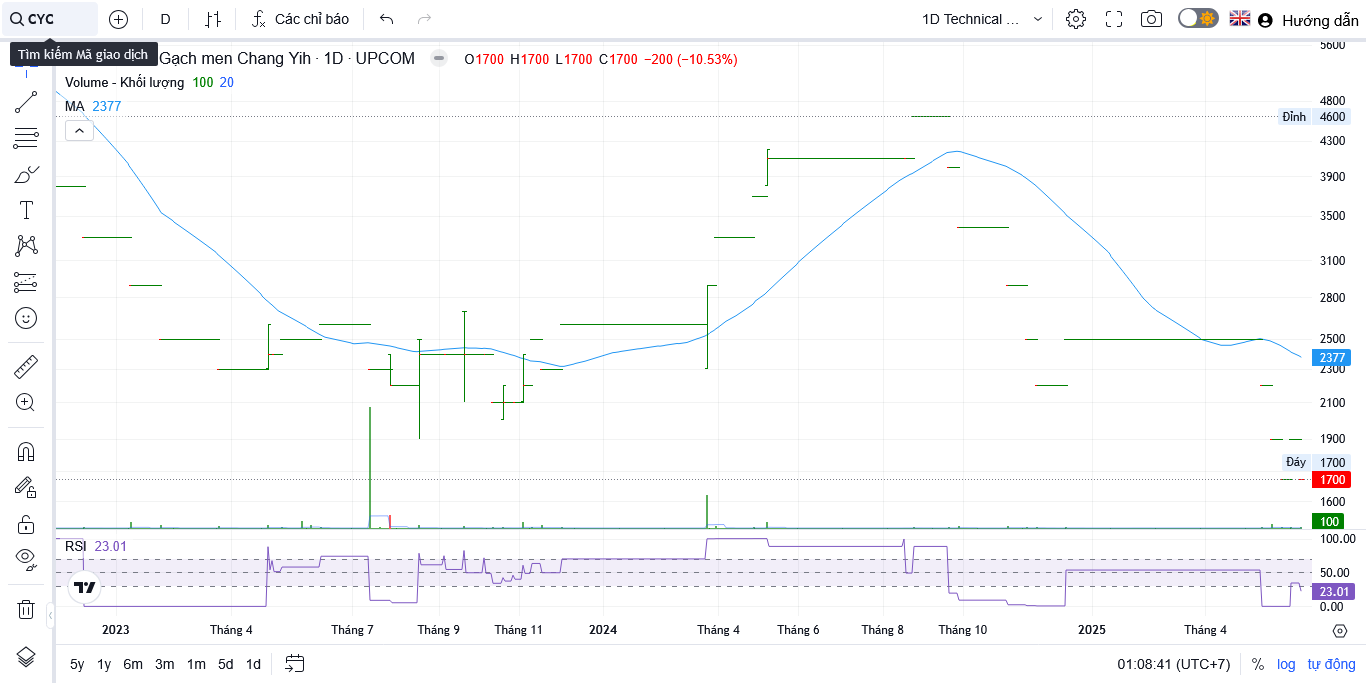 CYC D Các chỉ báo 1D Technical ... Hướng dẫn
Tìm kiếm Mã giao dịch
Gạch men Chang Yih · 1D · UPCOM O1700 H1700 L1700 C1700 −200 (−10.53%)
Volume - Khối lượng 100 20
MA 2377
5600
4800
Đỉnh 4600
4300
3900
3500
3100
2800
2500
2377
2300
2100
1900
Đáy 1700
1700
1600
100
RSI 23.01
100.00
50.00
23.01
0.00
2023 Tháng 4 Tháng 7 Tháng 9 Tháng 11 2024 Tháng 4 Tháng 6 Tháng 8 Tháng 10 2025 Tháng 4
5y 1y 6m 3m 1m 5d 1d 01:08:41 (UTC+7) % log tự động